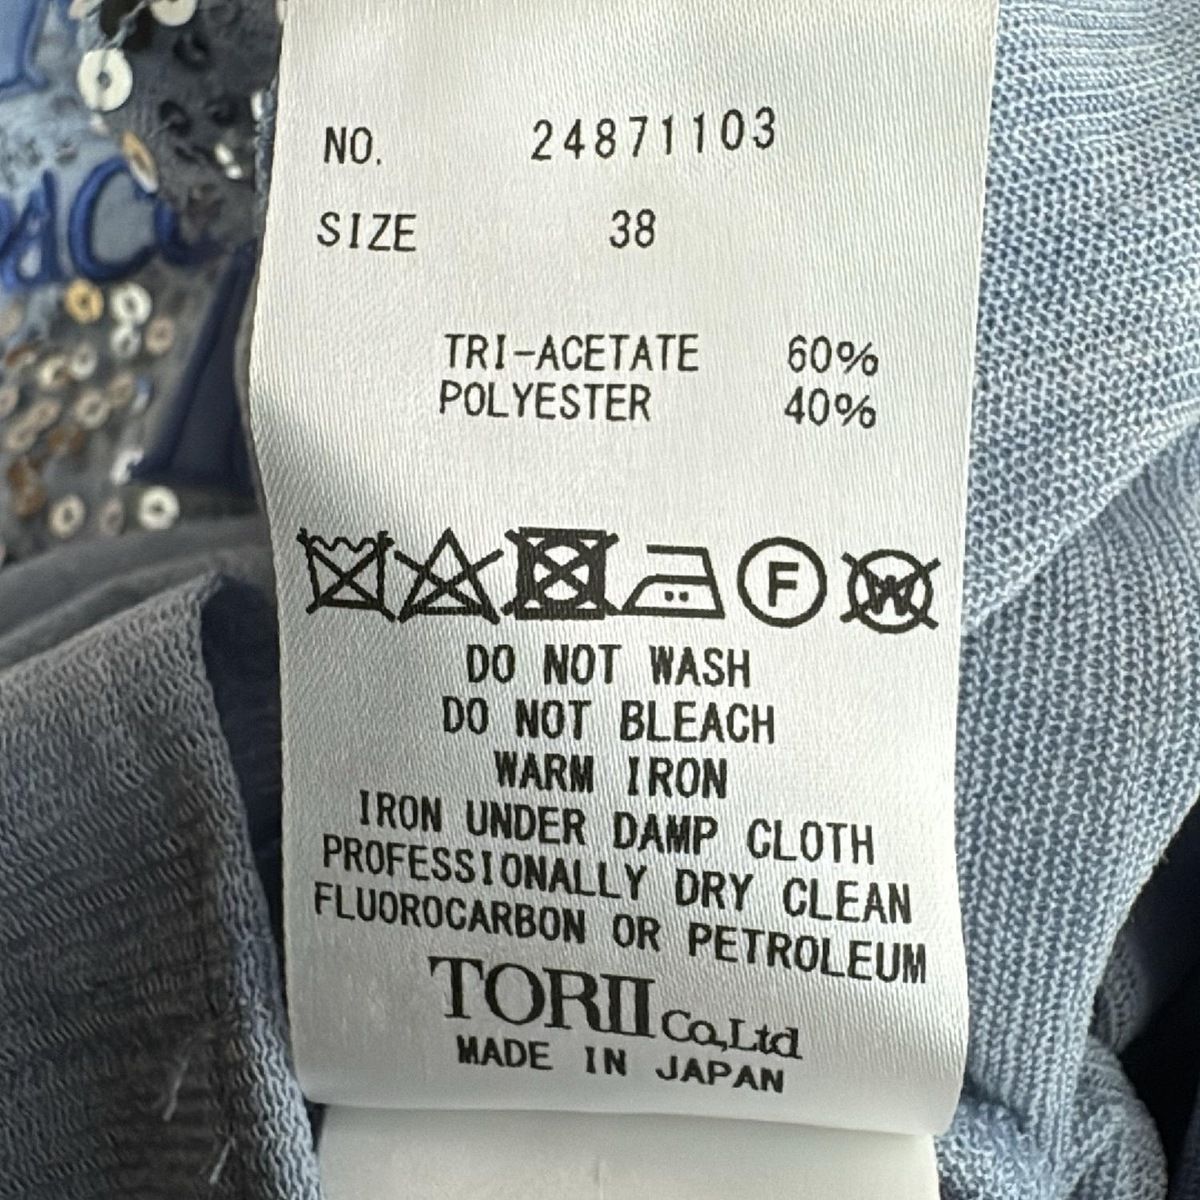 NO. 24871103
SIZE 38
TRI-ACETATE 60%
POLYESTER 40%
F W
DO NOT WASH
DO NOT BLEACH
WARM IRON
IRON UNDER DAMP CLOTH
PROFESSIONALLY DRY CLEAN
FLUOROCARBON OR PETROLEUM
TORII Co,Ltd
MADE IN JAPAN